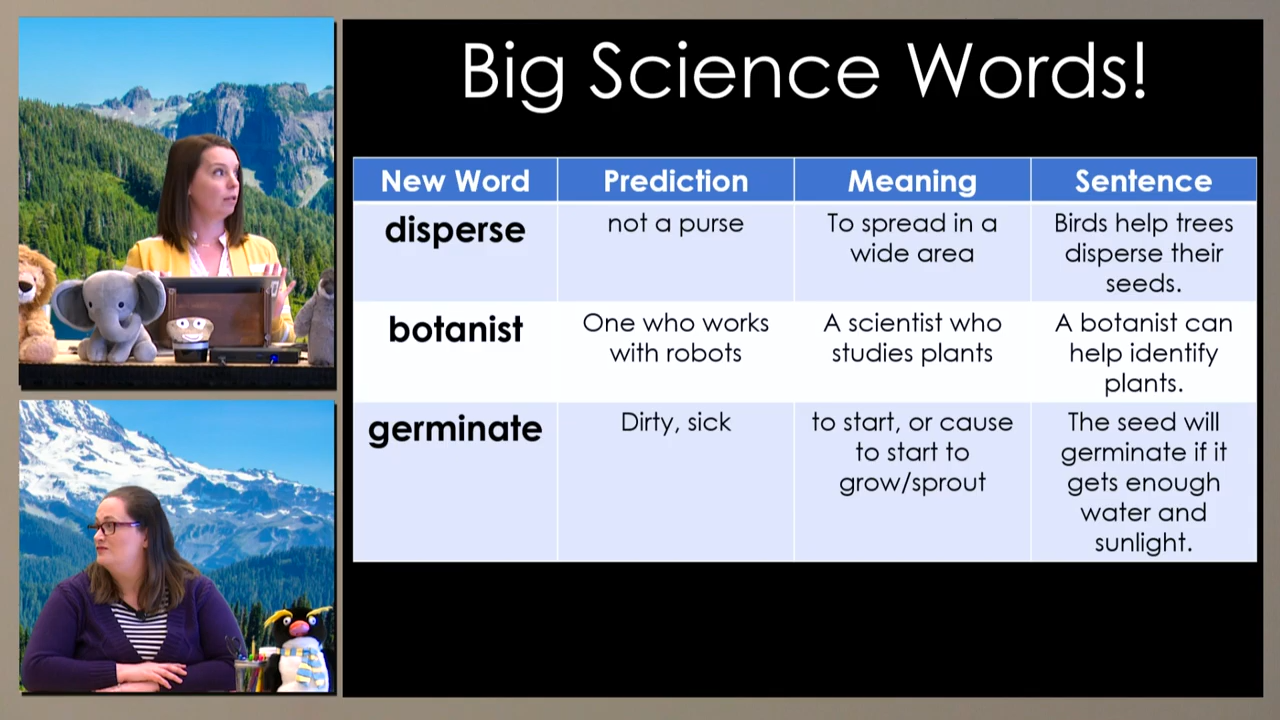 Big Science Words!
New Word Prediction Meaning Sentence
disperse
not a purse
To spread in a
wide area
Birds help trees
disperse their
seeds.
botanist
One who works
with robots
A scientist who
studies plants
A botanist can
help identify
plants.
germinate
Dirty, sick
to start, or cause
to start to
grow/sprout
The seed will
germinate if it
gets enough
water and
sunlight.